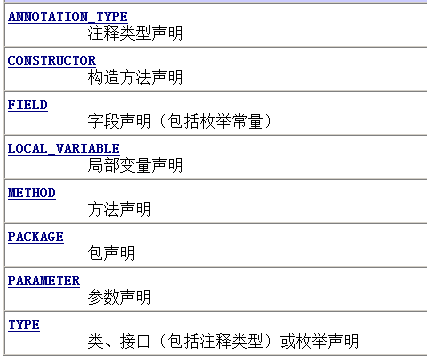 ANNOTATION_TYPE
注释类型声明
CONSTRUCTOR
构造方法声明
FIELD
字段声明（包括枚举常量）
LOCAL_VARIABLE
局部变量声明
METHOD
方法声明
PACKAGE
包声明
PARAMETER
参数声明
TYPE
类、接口（包括注释类型）或枚举声明